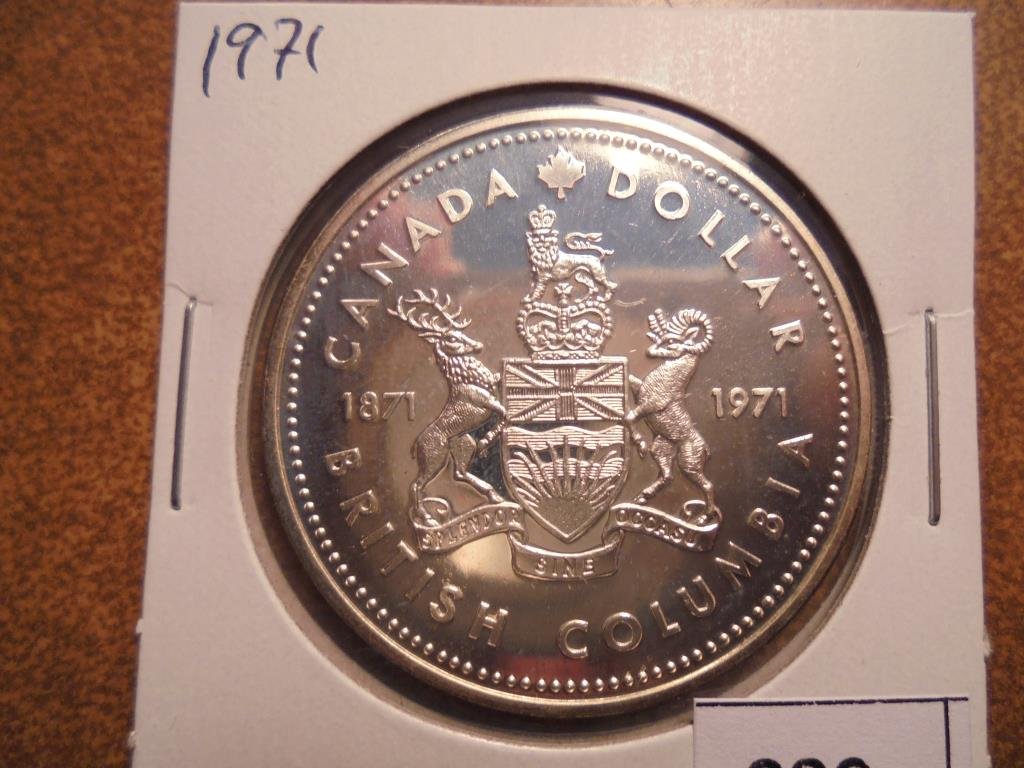 1971
CANADA DOLLAR
1871 1971
SPLENDOR SINE OCCASU
BRITISH COLUMBIA